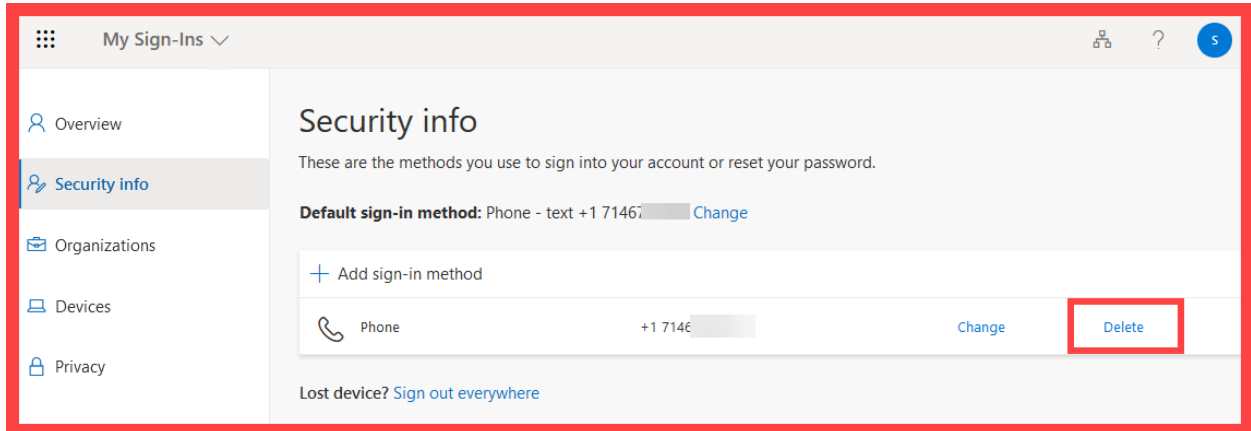 My Sign-Ins
?
S
Overview
Security info
Organizations
Devices
Privacy
Security info
These are the methods you use to sign into your account or reset your password.
Default sign-in method: Phone - text +1 71467 Change
Add sign-in method
Phone +1 7146 Change Delete
Lost device? Sign out everywhere